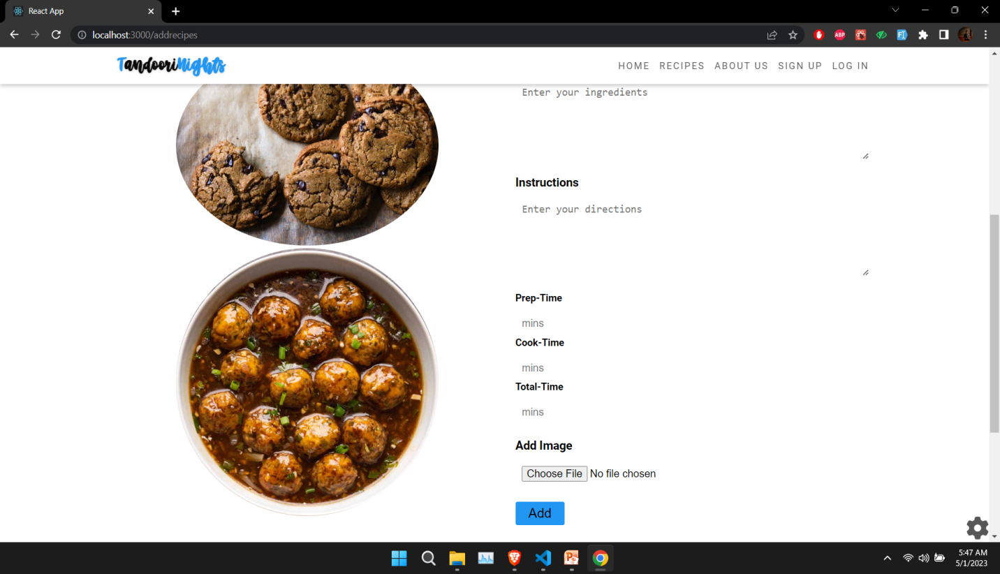 React App
localhost:3000/addrecipes
ABP
TandooriNights
HOME RECIPES ABOUT US SIGN UP LOG IN
Enter your ingredients
Instructions
Enter your directions
Prep-Time
mins
Cook-Time
mins
Total-Time
mins
Add Image
Choose File No file chosen
Add
5:47 AM
5/1/2023